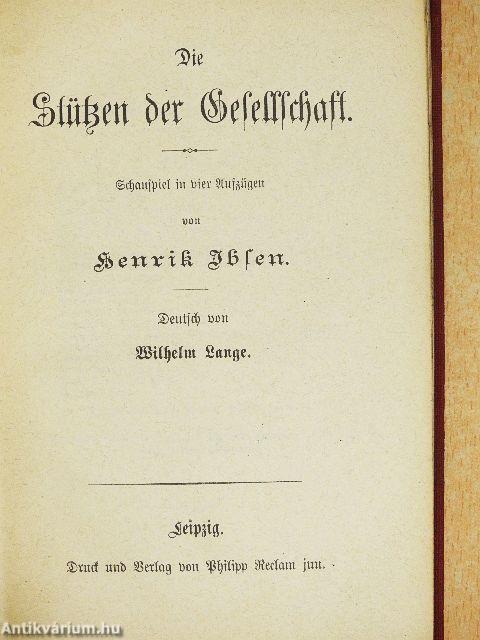 Die
Stützen der Gesellschaft.
Schauspiel in vier Aufzügen
von
Henrik Ibsen.
Deutsch von
Wilhelm Lange.
Leipzig.
Druck und Verlag von Philipp Reclam jun.
Antikvárium.hu